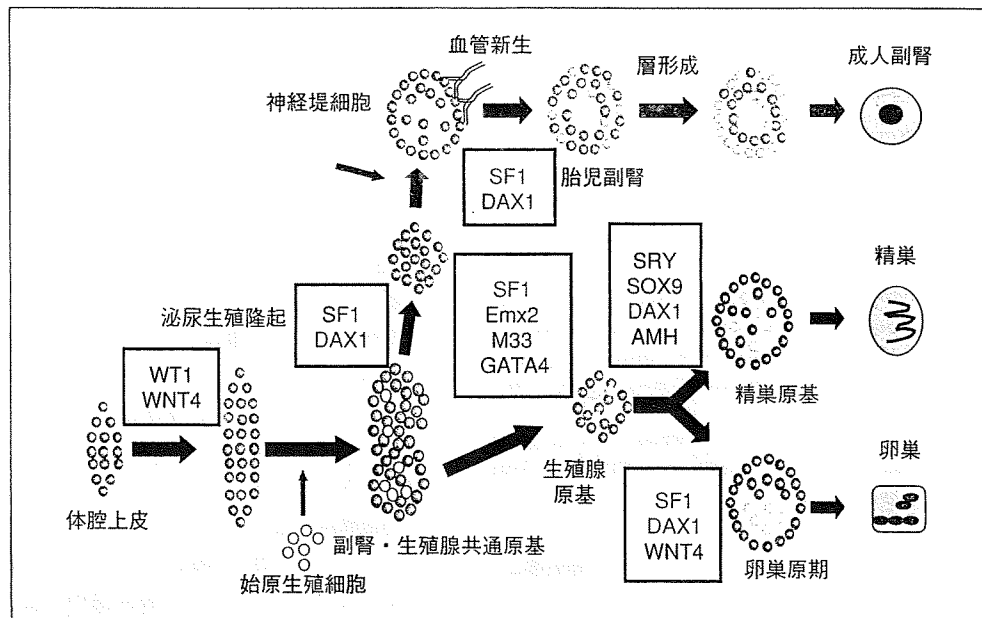 血管新生
層形成
成人副腎
神経堤細胞
SF1
DAX1
胎児副腎
泌尿生殖隆起
SF1
DAX1
SF1
Emx2
M33
GATA4
SRY
SOX9
DAX1
AMH
精巣
精巣原基
WT1
WNT4
体腔上皮
副腎・生殖腺共通原基
始原生殖細胞
生殖腺
原基
SF1
DAX1
WNT4
卵巣
卵巣原期